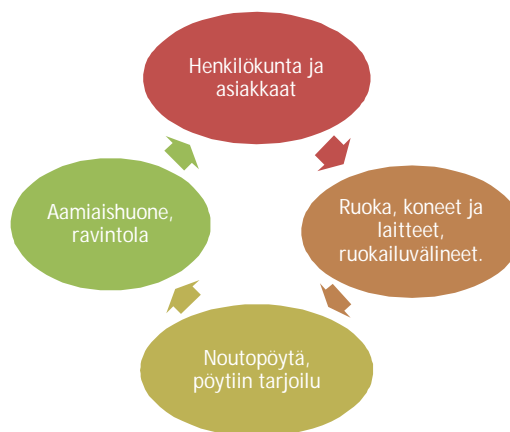 Henkilökunta ja
asiakkaat
Ruoka, koneet ja
laitteet,
ruokailuvälineet.
Noutopöytä,
pöytiin tarjoilu
Aamiaishuone,
ravintola